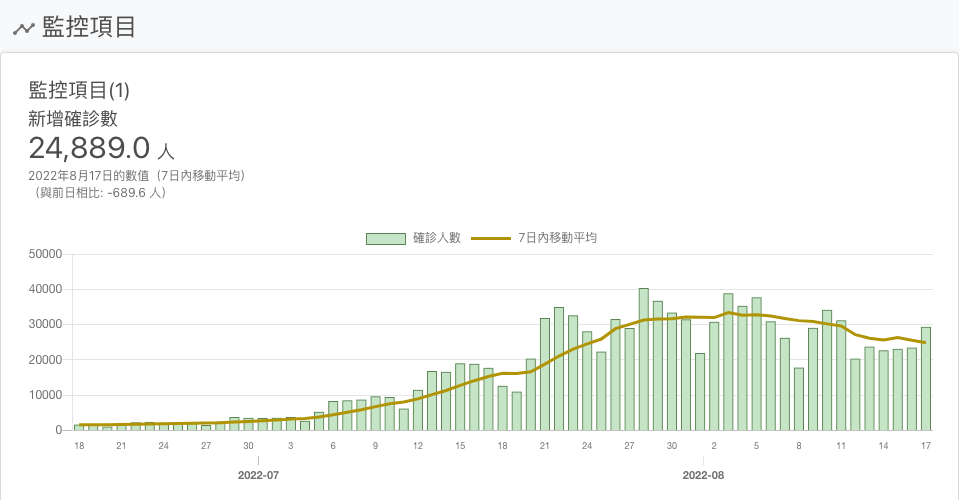 監控項目
監控項目(1)
新增確診數
24,889.0 人
2022年8月17日的數值（7日內移動平均）
（與前日相比: -689.6 人）
確診人數 7日內移動平均
50000
40000
30000
20000
10000
0
18 21 24 27 30 3 6 9 12 15 18 21 24 27 30 2 5 8 11 14 17
2022-07 2022-08